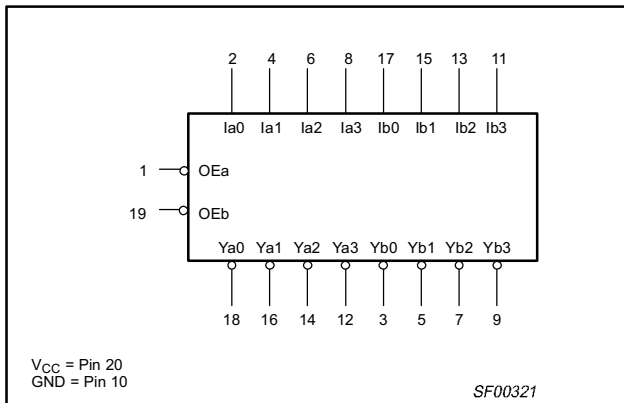 2 4 6 8 17 15 13 11
Ia0 Ia1 Ia2 Ia3 Ib0 Ib1 Ib2 Ib3
1 OEa
19 OEb
Ya0 Ya1 Ya2 Ya3 Yb0 Yb1 Yb2 Yb3
18 16 14 12 3 5 7 9
VCC = Pin 20
GND = Pin 10
SF00321